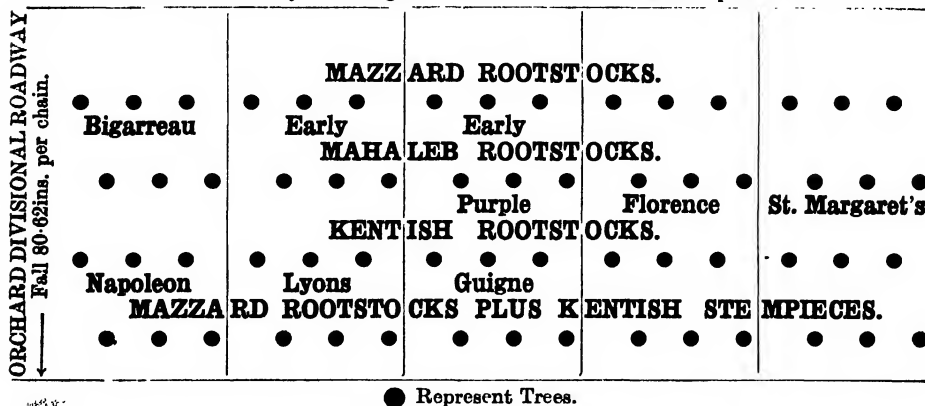 ORCHARD DIVISIONAL ROADWAY
Fall 80·62ins. per chain.
MAZZARD ROOTSTOCKS.
Bigarreau Early Early
MAHALEB ROOTSTOCKS.
Purple Florence St. Margaret's
KENTISH ROOTSTOCKS.
Napoleon Lyons Guigne
MAZZARD ROOTSTOCKS PLUS KENTISH STEMPIECES.
Represent Trees.